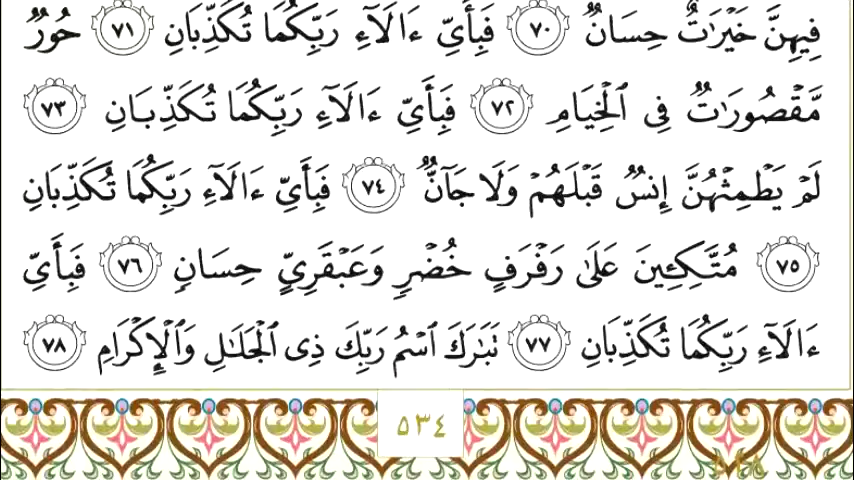 فِيهِنَّ خَيْرَٰتٌ حِسَانٌ ٧٠ فَبِأَيِّ ءَالَآءِ رَبِّكُمَا تُكَذِّبَانِ ٧١ حُورٌ
مَّقْصُورَٰتٌ فِى ٱلْخِيَامِ ٧٢ فَبِأَيِّ ءَالَآءِ رَبِّكُمَا تُكَذِّبَانِ ٧٣
لَمْ يَطْمِثْهُنَّ إِنسٌ قَبْلَهُمْ وَلَا جَآنٌّ ٧٤ فَبِأَيِّ ءَالَآءِ رَبِّكُمَا تُكَذِّبَانِ
٧٥ مُتَّكِـِٔينَ عَلَىٰ رَفْرَفٍ خُضْرٍ وَعَبْقَرِىٍّ حِسَانٍ ٧٦ فَبِأَيِّ
ءَالَآءِ رَبِّكُمَا تُكَذِّبَانِ ٧٧ تَبَٰرَكَ ٱسْمُ رَبِّكَ ذِى ٱلْجَلَٰلِ وَٱلْإِكْرَامِ ٧٨
٥٣٤